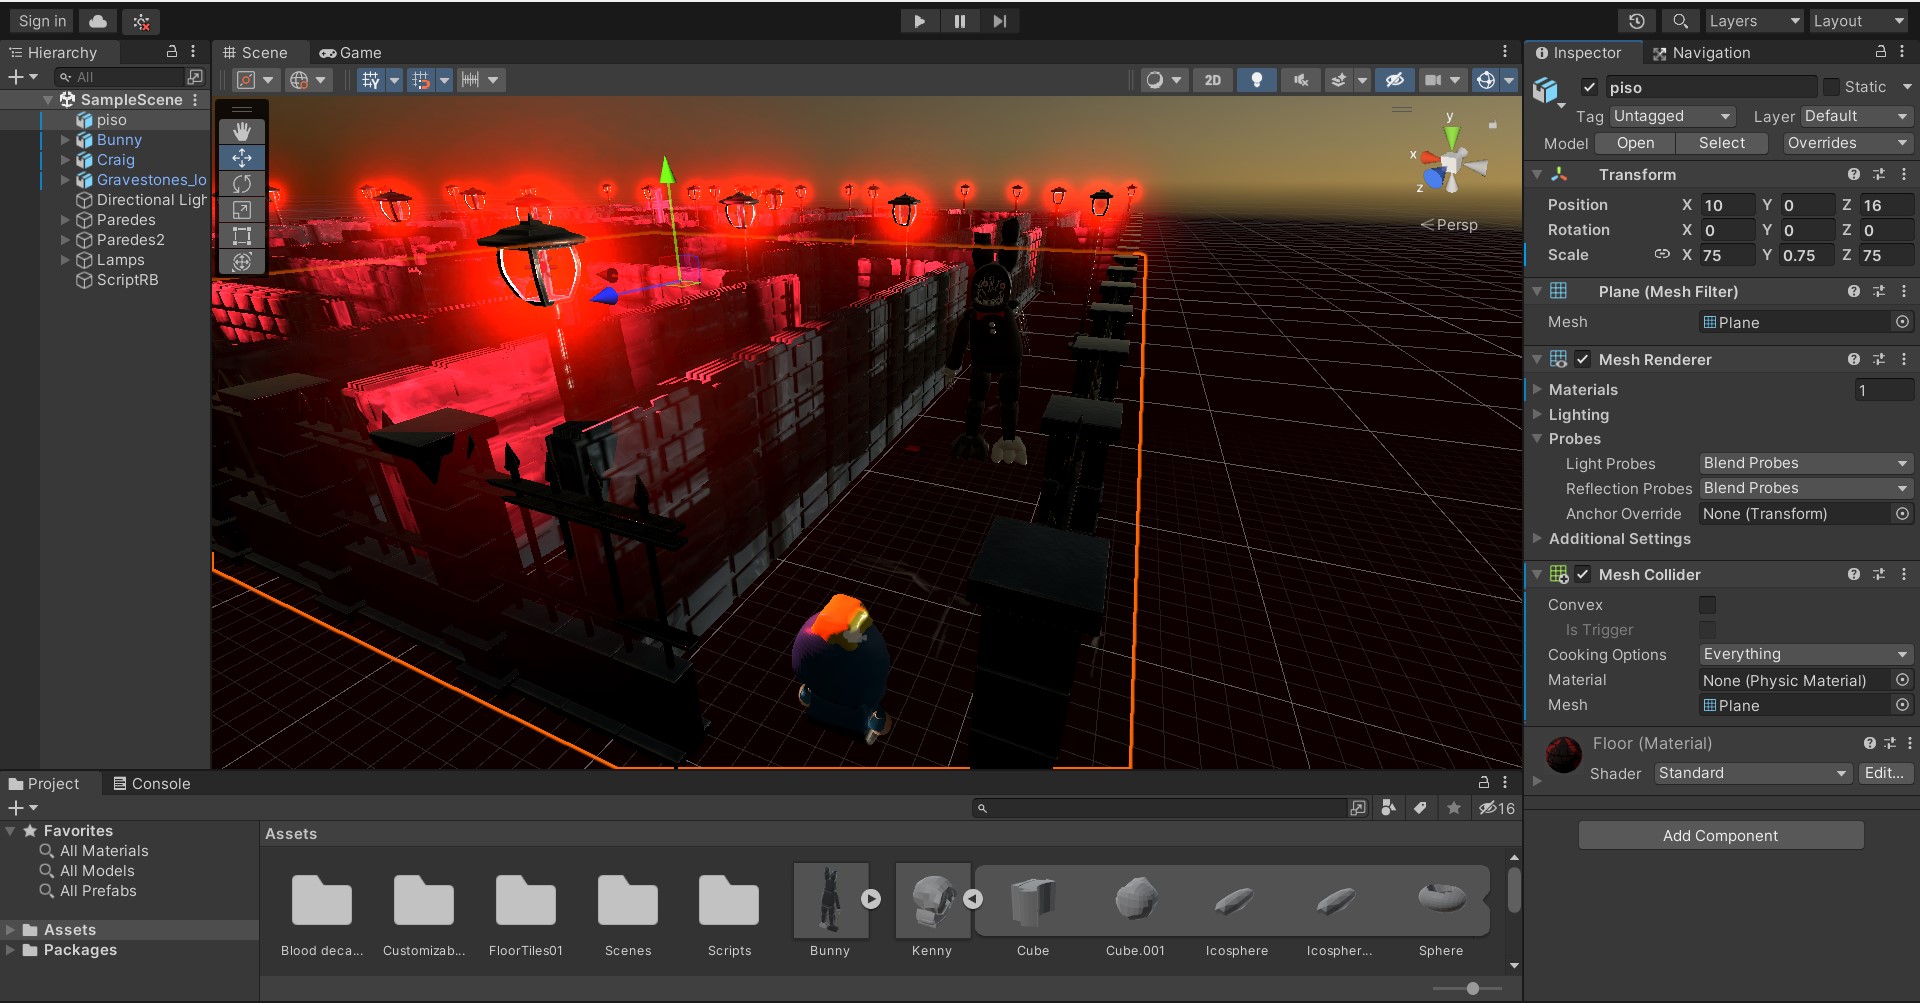 Sign in
Layers
Layout
Hierarchy
Scene
Game
Inspector
Navigation
All
2D
SampleScene
piso
Bunny
Craig
Gravestones_lo
Directional Ligh
Paredes
Paredes2
Lamps
ScriptRB
y
x
z
Persp
piso
Static
Tag
Untagged
Layer
Default
Model
Open
Select
Overrides
Transform
Position
X 10 Y 0 Z 16
Rotation
X 0 Y 0 Z 0
Scale
X 75 Y 0.75 Z 75
Plane (Mesh Filter)
Mesh
Plane
Mesh Renderer
Materials
1
Lighting
Probes
Light Probes
Blend Probes
Reflection Probes
Blend Probes
Anchor Override
None (Transform)
Additional Settings
Mesh Collider
Convex
Is Trigger
Cooking Options
Everything
Material
None (Physic Material)
Mesh
Plane
Floor (Material)
Shader
Standard
Edit...
Add Component
Project
Console
16
Favorites
All Materials
All Models
All Prefabs
Assets
Packages
Assets
Blood deca...
Customizab...
FloorTiles01
Scenes
Scripts
Bunny
Kenny
Cube
Cube.001
Icosphere
Icospher...
Sphere